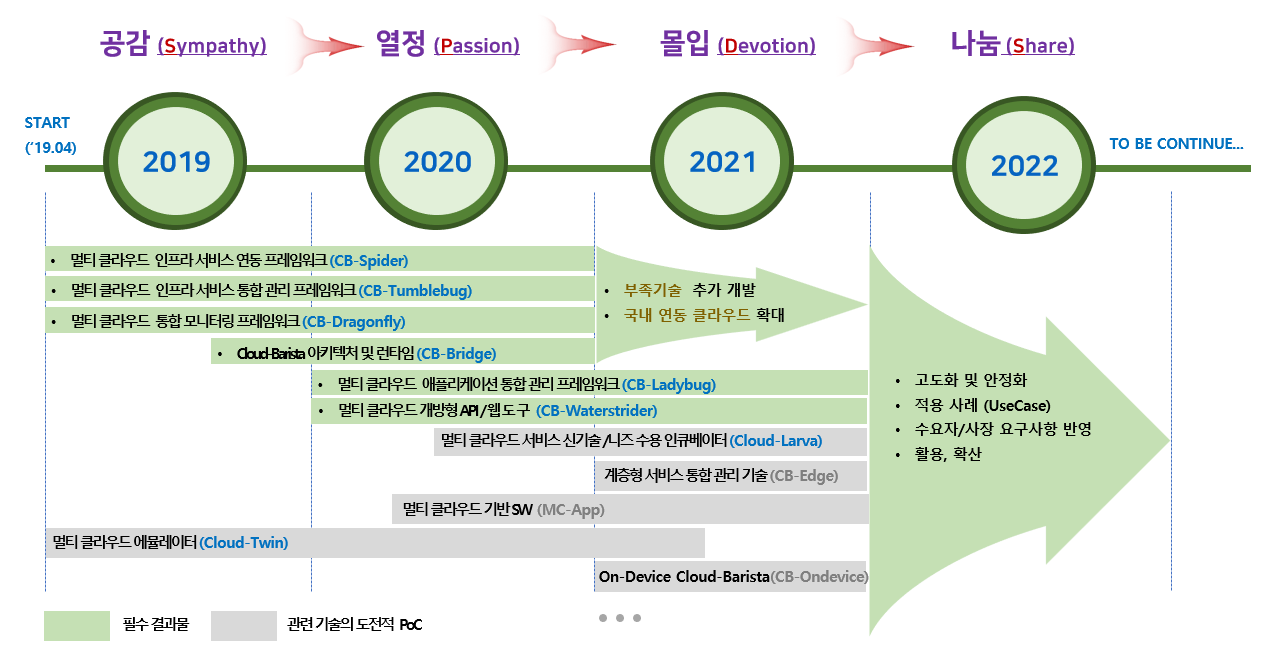 공감 (Sympathy)
열정 (Passion)
몰입 (Devotion)
나눔 (Share)
START
('19.04)
2019
2020
2021
2022
TO BE CONTINUE...
• 멀티 클라우드 인프라 서비스 연동 프레임워크 (CB-Spider)
• 멀티 클라우드 인프라 서비스 통합 관리 프레임워크 (CB-Tumblebug)
• 멀티 클라우드 통합 모니터링 프레임워크 (CB-Dragonfly)
• Cloud-Barista 아키텍처 및 런타임 (CB-Bridge)
• 부족기술 추가 개발
• 국내 연동 클라우드 확대
• 멀티 클라우드 애플리케이션 통합 관리 프레임워크 (CB-Ladybug)
• 멀티 클라우드 개방형 API / 웹 도구 (CB-Waterstrider)
멀티 클라우드 서비스 신기술 /니즈 수용 인큐베이터 (Cloud-Larva)
계층형 서비스 통합 관리 기술 (CB-Edge)
멀티 클라우드 기반 SW (MC-App)
멀티 클라우드 에뮬레이터 (Cloud-Twin)
On-Device Cloud-Barista(CB-Ondevice)
• 고도화 및 안정화
• 적용 사례 (UseCase)
• 수요자/사장 요구사항 반영
• 활용, 확산
필수 결과물
관련 기술의 도전적 PoC